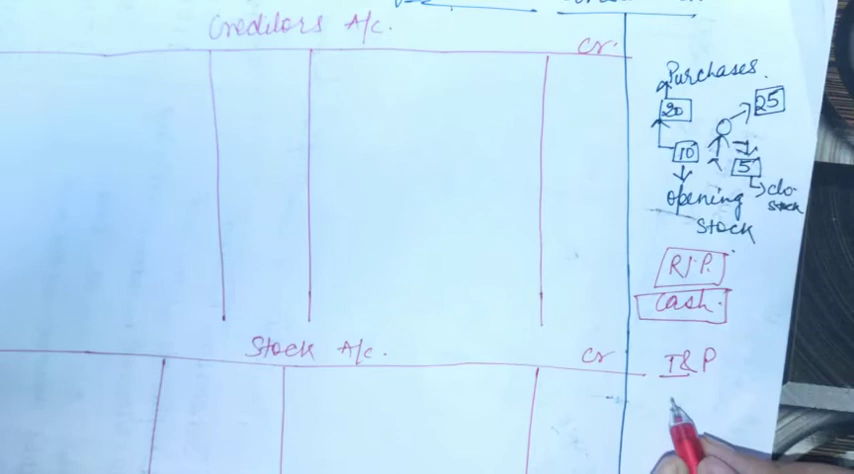 Creditors A/c.
Cr.
Purchases.
20
25
10
5
opening
stock
clo.
stock
R.I.P.
Cash.
Stock A/c.
Cr
I&P